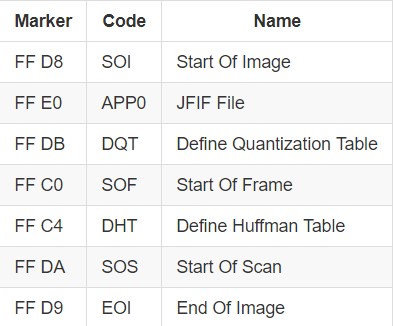 Marker Code Name
FF D8 SOI Start Of Image
FF E0 APP0 JFIF File
FF DB DQT Define Quantization Table
FF C0 SOF Start Of Frame
FF C4 DHT Define Huffman Table
FF DA SOS Start Of Scan
FF D9 EOI End Of Image